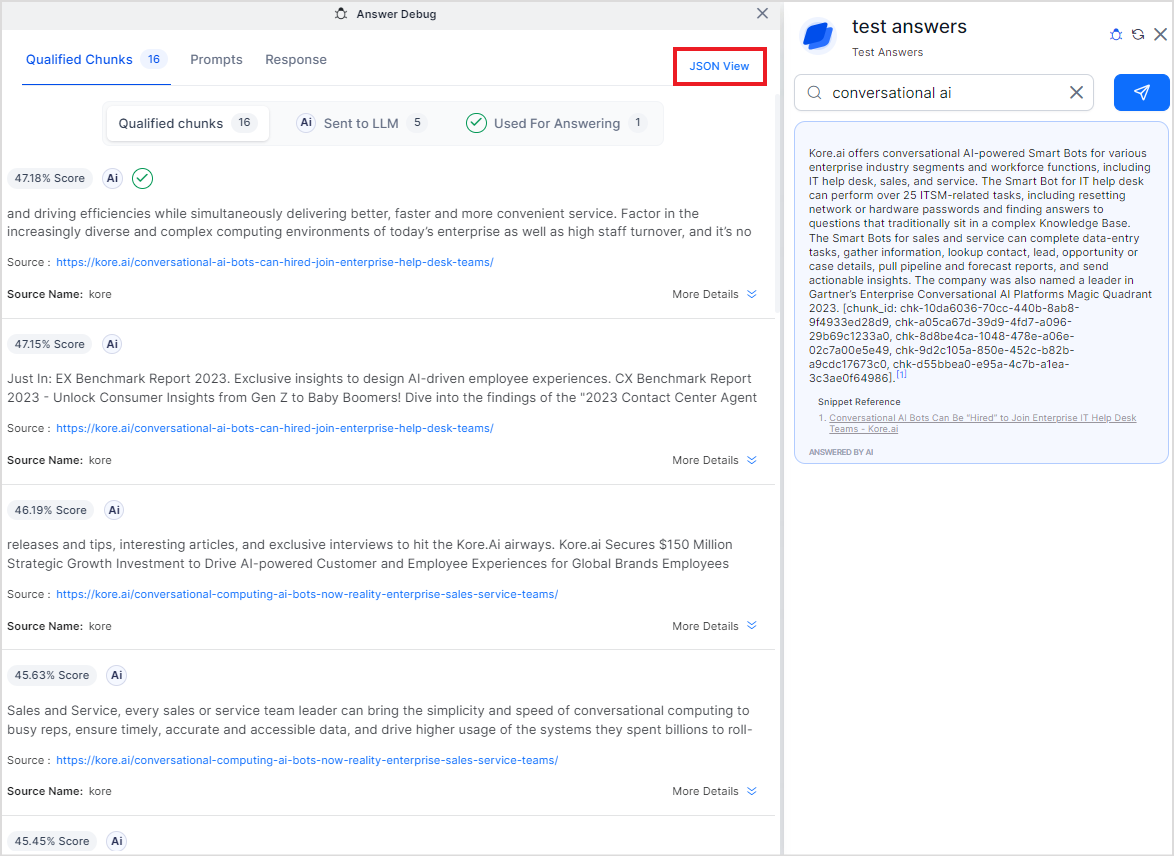 Answer Debug
Qualified Chunks 16 Prompts Response
JSON View
Qualified chunks 16 Ai Sent to LLM 5 Used For Answering 1
47.18% Score Ai
and driving efficiencies while simultaneously delivering better, faster and more convenient service. Factor in the
increasingly diverse and complex computing environments of today’s enterprise as well as high staff turnover, and it’s no
Source : https://kore.ai/conversational-ai-bots-can-hired-join-enterprise-help-desk-teams/
Source Name: kore More Details
47.15% Score Ai
Just In: EX Benchmark Report 2023. Exclusive insights to design AI-driven employee experiences. CX Benchmark Report
2023 - Unlock Consumer Insights from Gen Z to Baby Boomers! Dive into the findings of the "2023 Contact Center Agent
Source : https://kore.ai/conversational-ai-bots-can-hired-join-enterprise-help-desk-teams/
Source Name: kore More Details
46.19% Score Ai
releases and tips, interesting articles, and exclusive interviews to hit the Kore.Ai airways. Kore.ai Secures $150 Million
Strategic Growth Investment to Drive AI-powered Customer and Employee Experiences for Global Brands Employees
Source : https://kore.ai/conversational-computing-ai-bots-now-reality-enterprise-sales-service-teams/
Source Name: kore More Details
45.63% Score Ai
Sales and Service, every sales or service team leader can bring the simplicity and speed of conversational computing to
busy reps, ensure timely, accurate and accessible data, and drive higher usage of the systems they spent billions to roll-
Source : https://kore.ai/conversational-computing-ai-bots-now-reality-enterprise-sales-service-teams/
Source Name: kore More Details
45.45% Score Ai
test answers
Test Answers
conversational ai
Kore.ai offers conversational AI-powered Smart Bots for various
enterprise industry segments and workforce functions, including
IT help desk, sales, and service. The Smart Bot for IT help desk
can perform over 25 ITSM-related tasks, including resetting
network or hardware passwords and finding answers to
questions that traditionally sit in a complex Knowledge Base.
The Smart Bots for sales and service can complete data-entry
tasks, gather information, lookup contact, lead, opportunity or
case details, pull pipeline and forecast reports, and send
actionable insights. The company was also named a leader in
Gartner’s Enterprise Conversational AI Platforms Magic Quadrant
2023. [chunk_id: chk-10da6036-70cc-440b-8ab8-
9f4933ed28d9, chk-a05ca67d-39d9-4fd7-a096-
29b69c1233a0, chk-8d8be4ca-1048-478e-a06e-
02c7a00e5e49, chk-9d2c105a-850e-452c-b82b-
a9cdc17673c0, chk-d55bbea0-e95a-4c7b-a1ea-
3c3ae0f64986].[1]
Snippet Reference
1. Conversational AI Bots Can Be “Hired” to Join Enterprise IT Help Desk
Teams - Kore.ai
ANSWERED BY AI